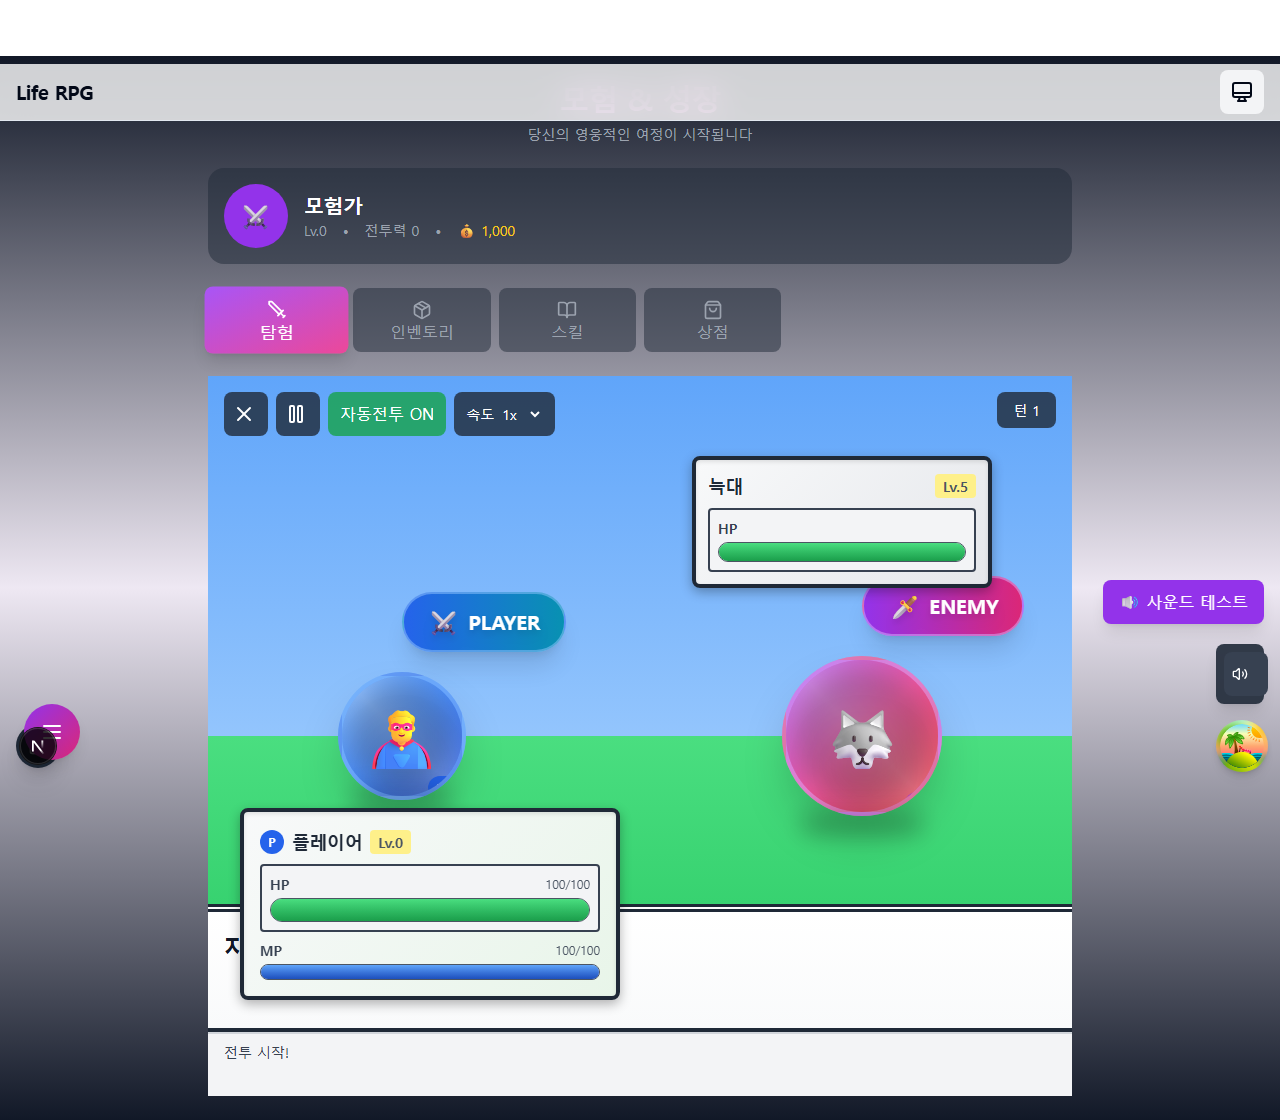 Life RPG
모험 & 성장
당신의 영웅적인 여정이 시작됩니다
모험가
Lv.0 • 전투력 0 • 1,000
탐험
인벤토리
스킬
상점
자동전투 ON
속도 1x
턴 1
늑대
Lv.5
HP
PLAYER
ENEMY
사운드 테스트
N
P 플레이어 Lv.0
HP 100/100
MP 100/100
전투 시작!